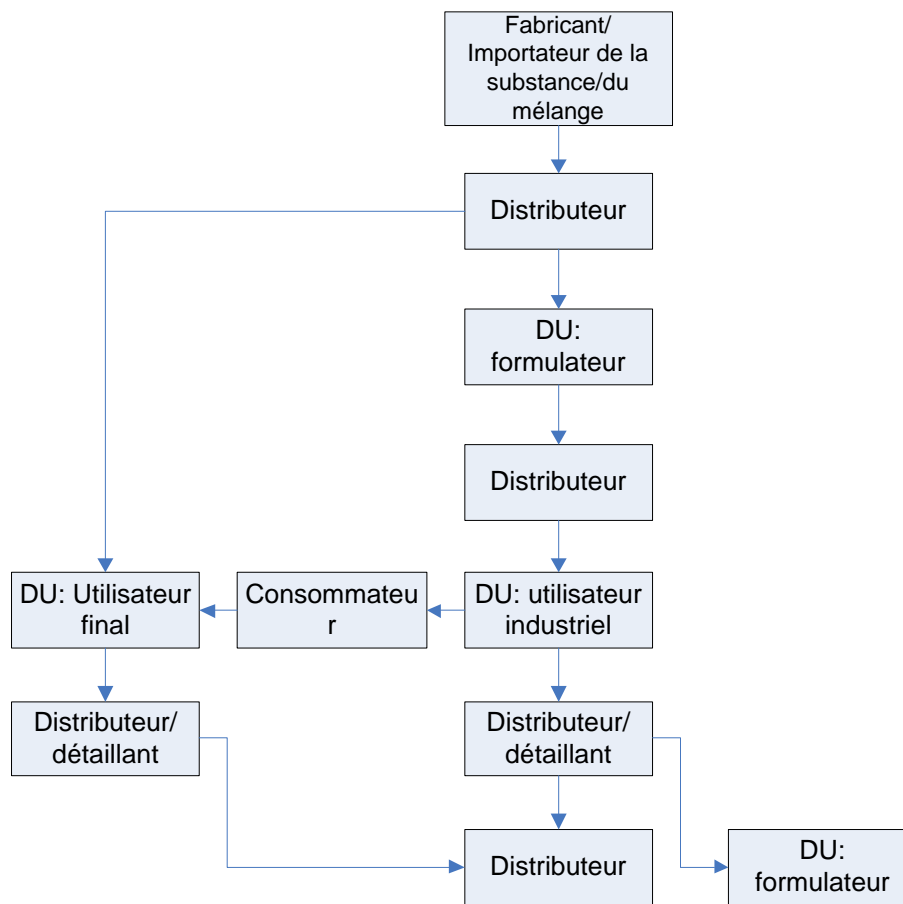 Fabricant/
Importateur de la
substance/du
mélange
Distributeur
DU:
formulateur
Distributeur
DU: Utilisateur
final
Consommateu
r
DU: utilisateur
industriel
Distributeur/
détaillant
Distributeur/
détaillant
Distributeur
DU:
formulateur